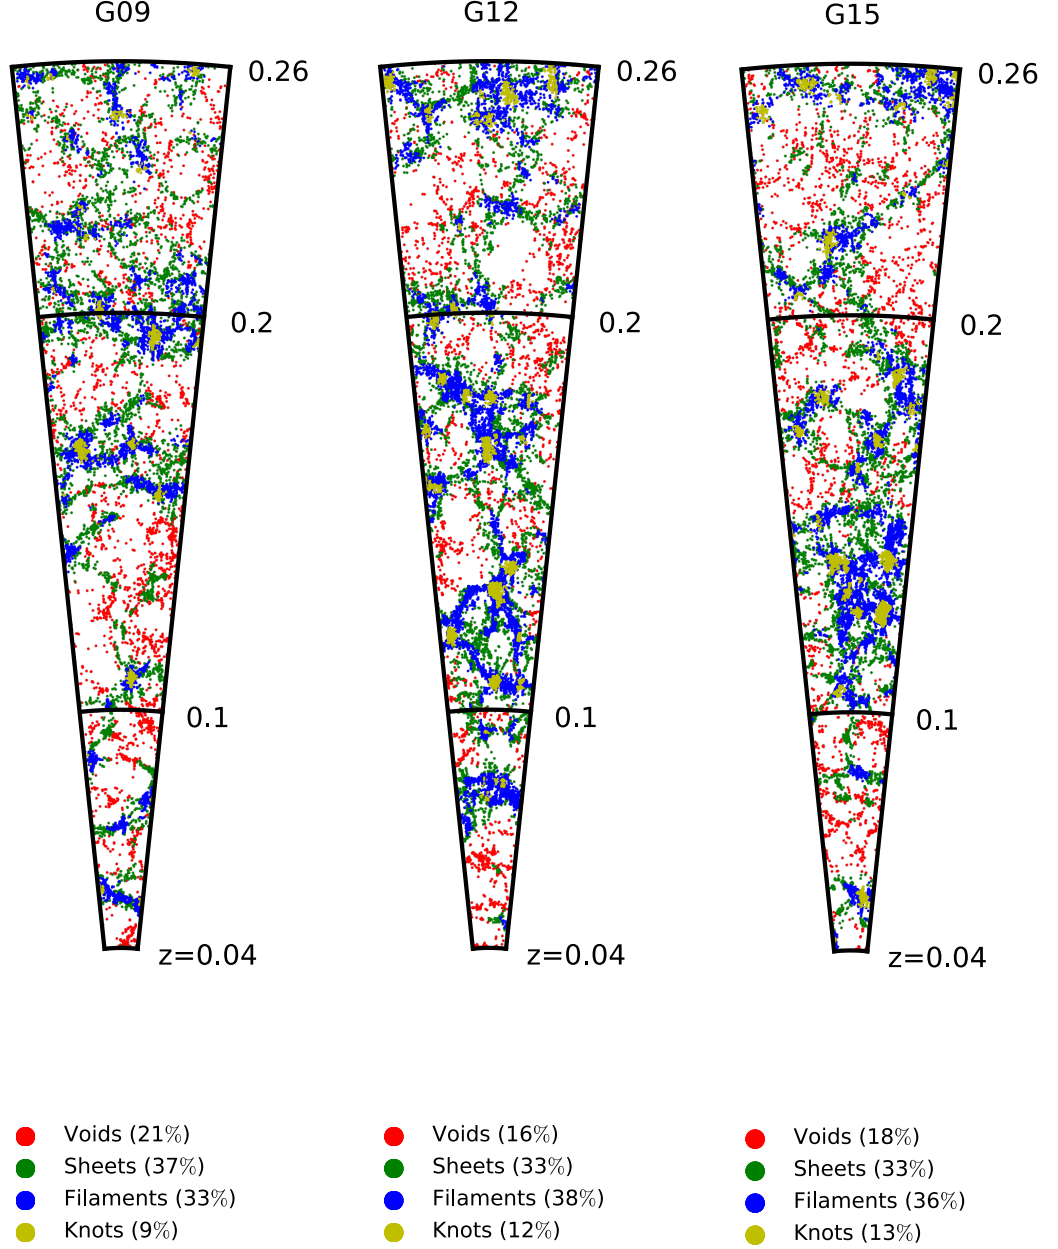 G09 G12 G15
0.26 0.26 0.26
0.2 0.2 0.2
0.1 0.1 0.1
z=0.04 z=0.04 z=0.04
Voids (21%) Voids (16%) Voids (18%)
Sheets (37%) Sheets (33%) Sheets (33%)
Filaments (33%) Filaments (38%) Filaments (36%)
Knots (9%) Knots (12%) Knots (13%)